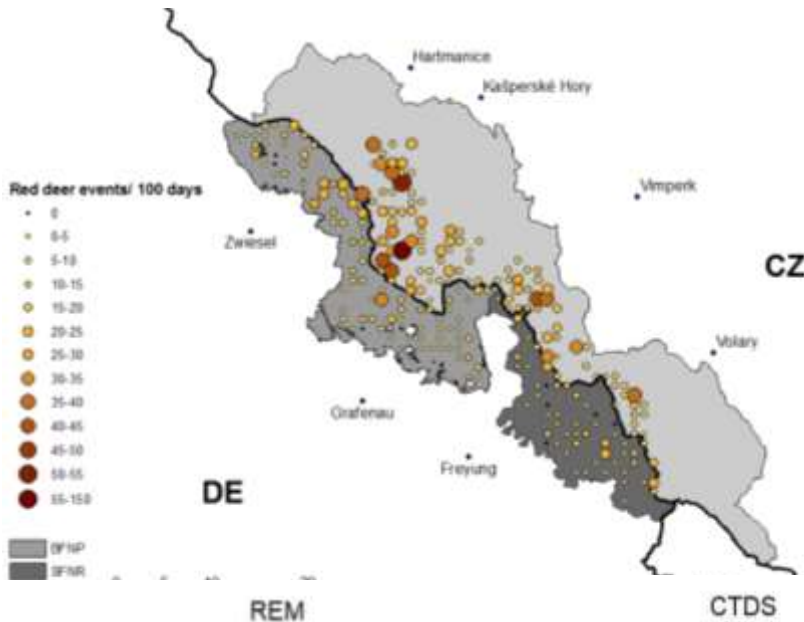 Hartmanice
Kašperské Hory
Vimperk
Red deer events/ 100 days
0
0-5
5-10
10-15
15-20
20-25
25-30
30-35
35-40
40-45
45-50
50-55
55-150
Zwiesel
CZ
Volary
Grafenau
Freyung
DE
BFNP
BFNR
REM
CTDS